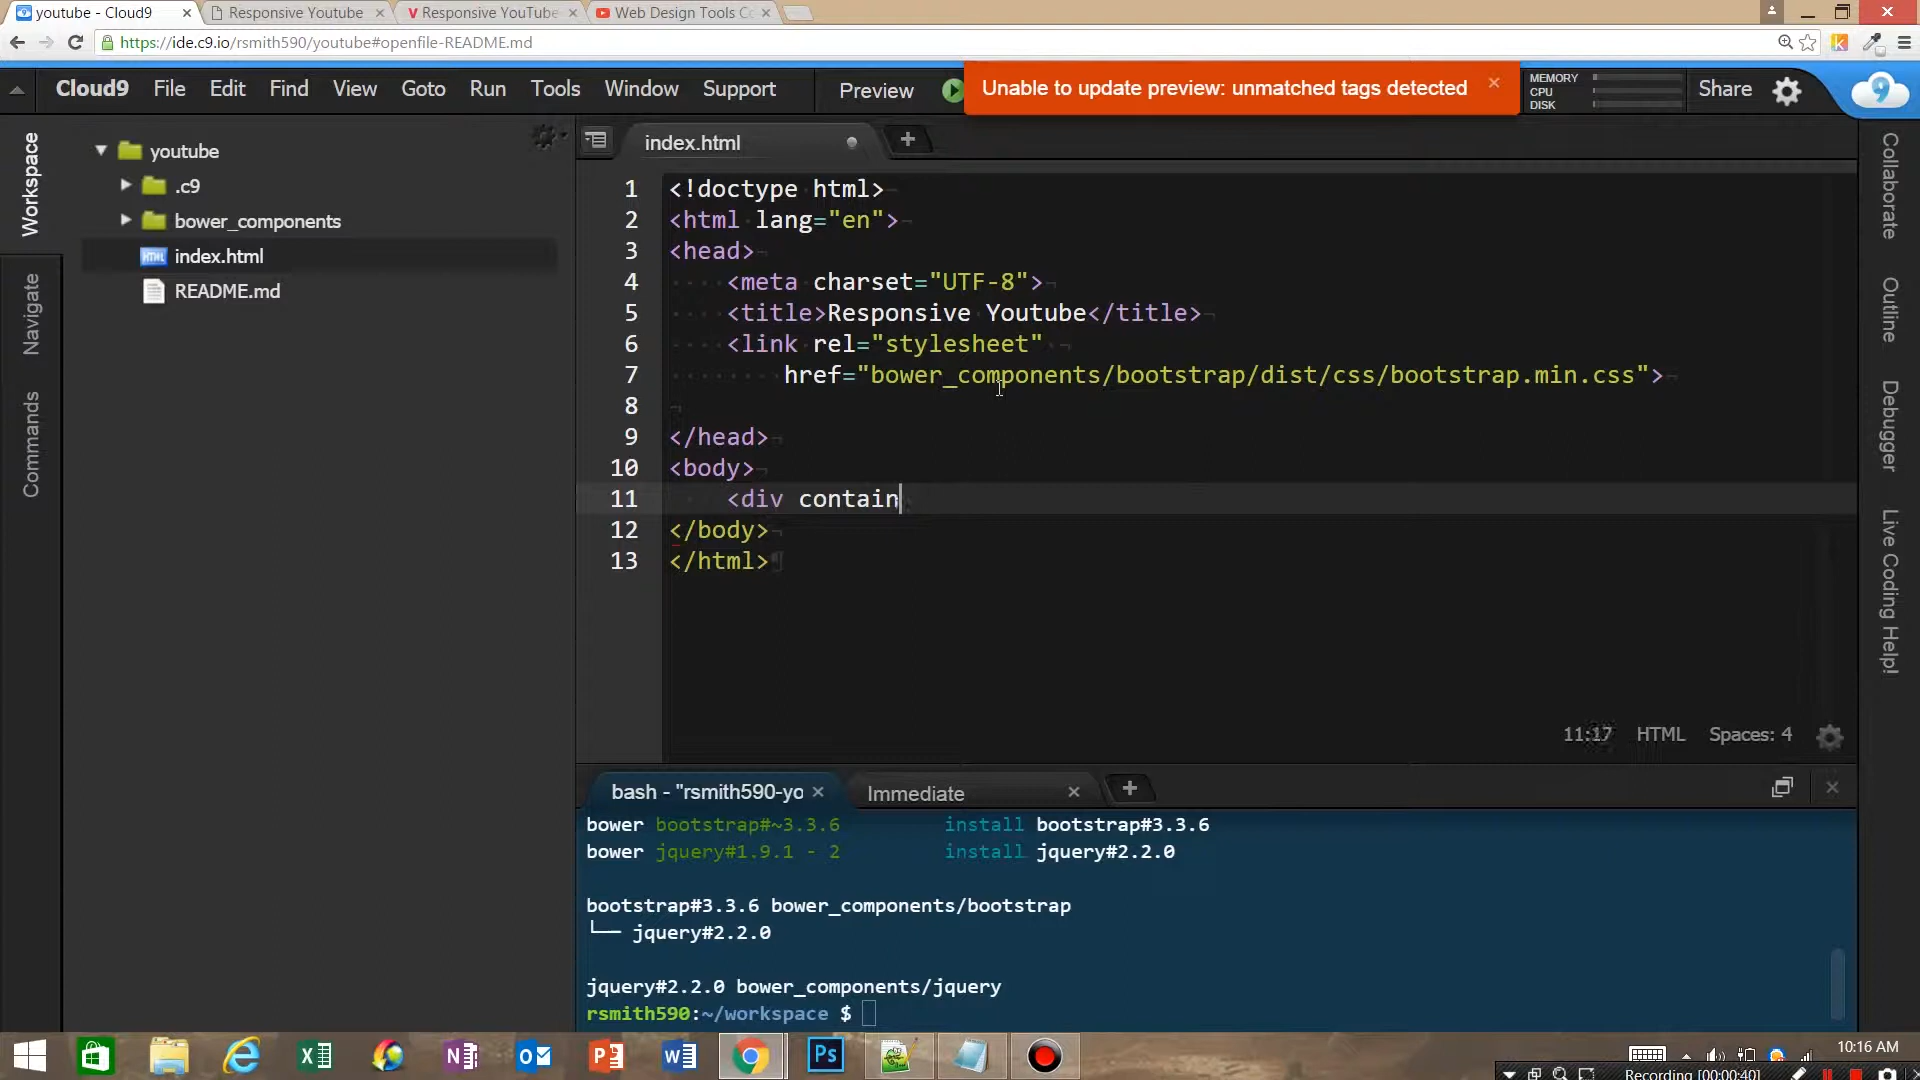 youtube - Cloud9
Responsive Youtube
Responsive YouTube
Web Design Tools Co
https://ide.c9.io/rsmith590/youtube#openfile-README.md
Cloud9 File Edit Find View Goto Run Tools Window Support Preview
Unable to update preview: unmatched tags detected
MEMORY
CPU
DISK
Share
Workspace
Navigate
Commands
youtube
.c9
bower_components
index.html
README.md
index.html
1 <!doctype html>
2 <html lang="en">
3 <head>
4 <meta charset="UTF-8">
5 <title>Responsive Youtube</title>
6 <link rel="stylesheet"
7 href="bower_components/bootstrap/dist/css/bootstrap.min.css">
8
9 </head>
10 <body>
11 <div contain
12 </body>
13 </html>
11:17 HTML Spaces: 4
Collaborate
Outline
Debugger
Live Coding Help!
bash - "rsmith590-yo
Immediate
bower bootstrap#~3.3.6 install bootstrap#3.3.6
bower jquery#1.9.1 - 2 install jquery#2.2.0
bootstrap#3.3.6 bower_components/bootstrap
└── jquery#2.2.0
jquery#2.2.0 bower_components/jquery
rsmith590:~/workspace $
10:16 AM
Recording [00:00:40]